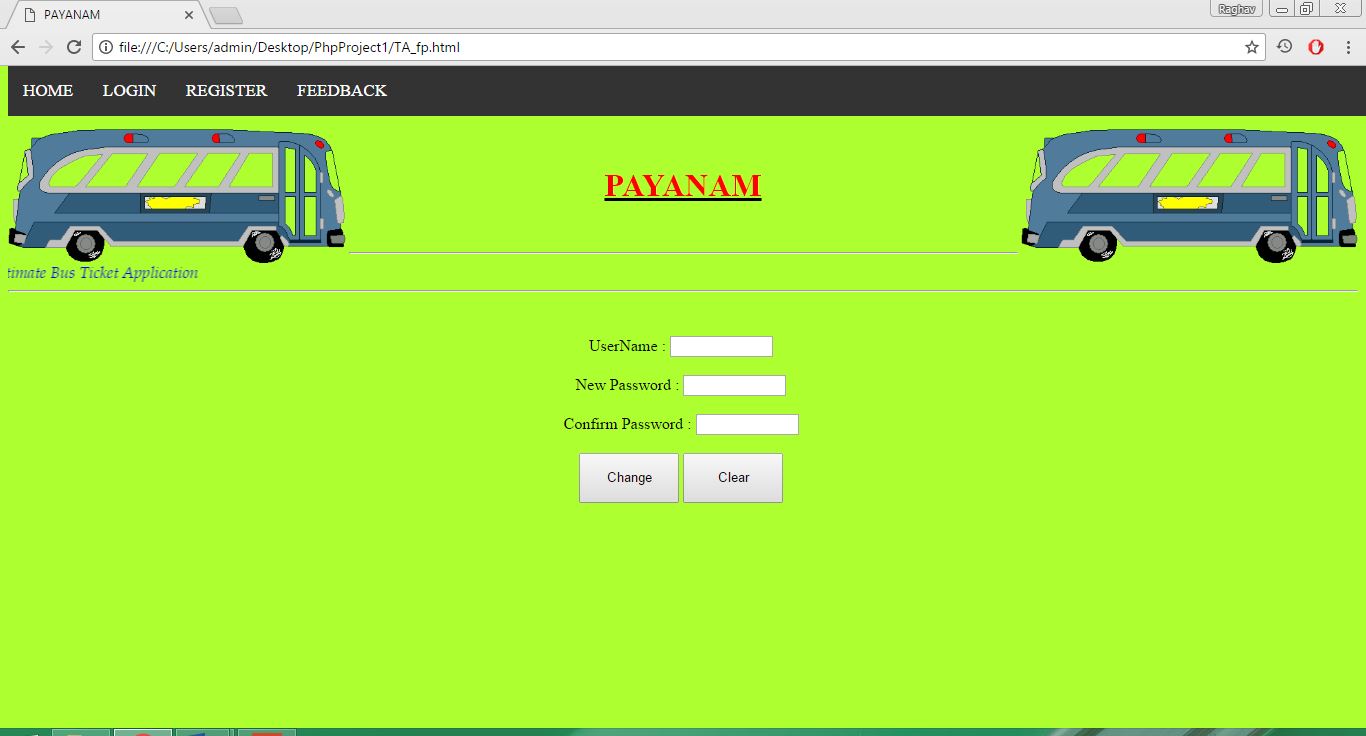 PAYANAM
Raghav
file:///C:/Users/admin/Desktop/PhpProject1/TA_fp.html
HOME LOGIN REGISTER FEEDBACK
PAYANAM
timate Bus Ticket Application
UserName :
New Password :
Confirm Password :
Change Clear